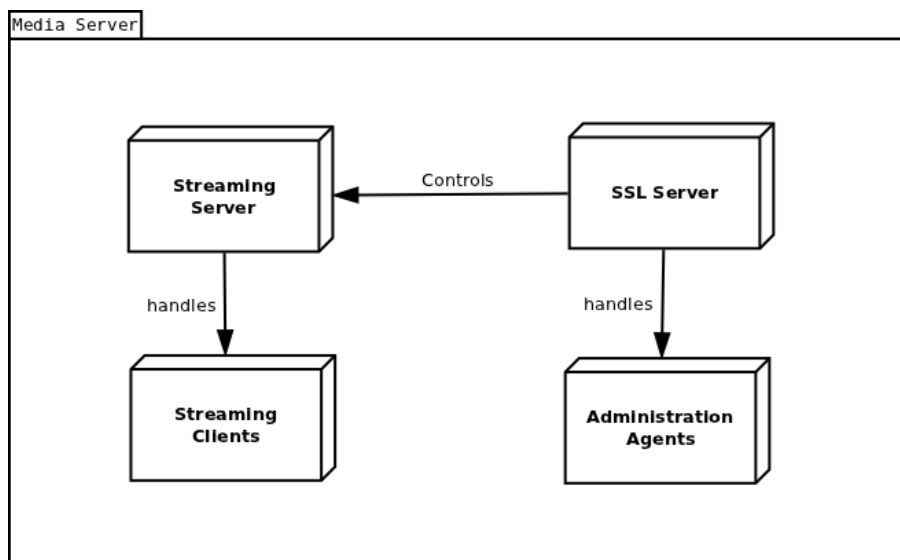 Media Server
Streaming
Server
Controls
SSL Server
handles
handles
Streaming
Clients
Administration
Agents